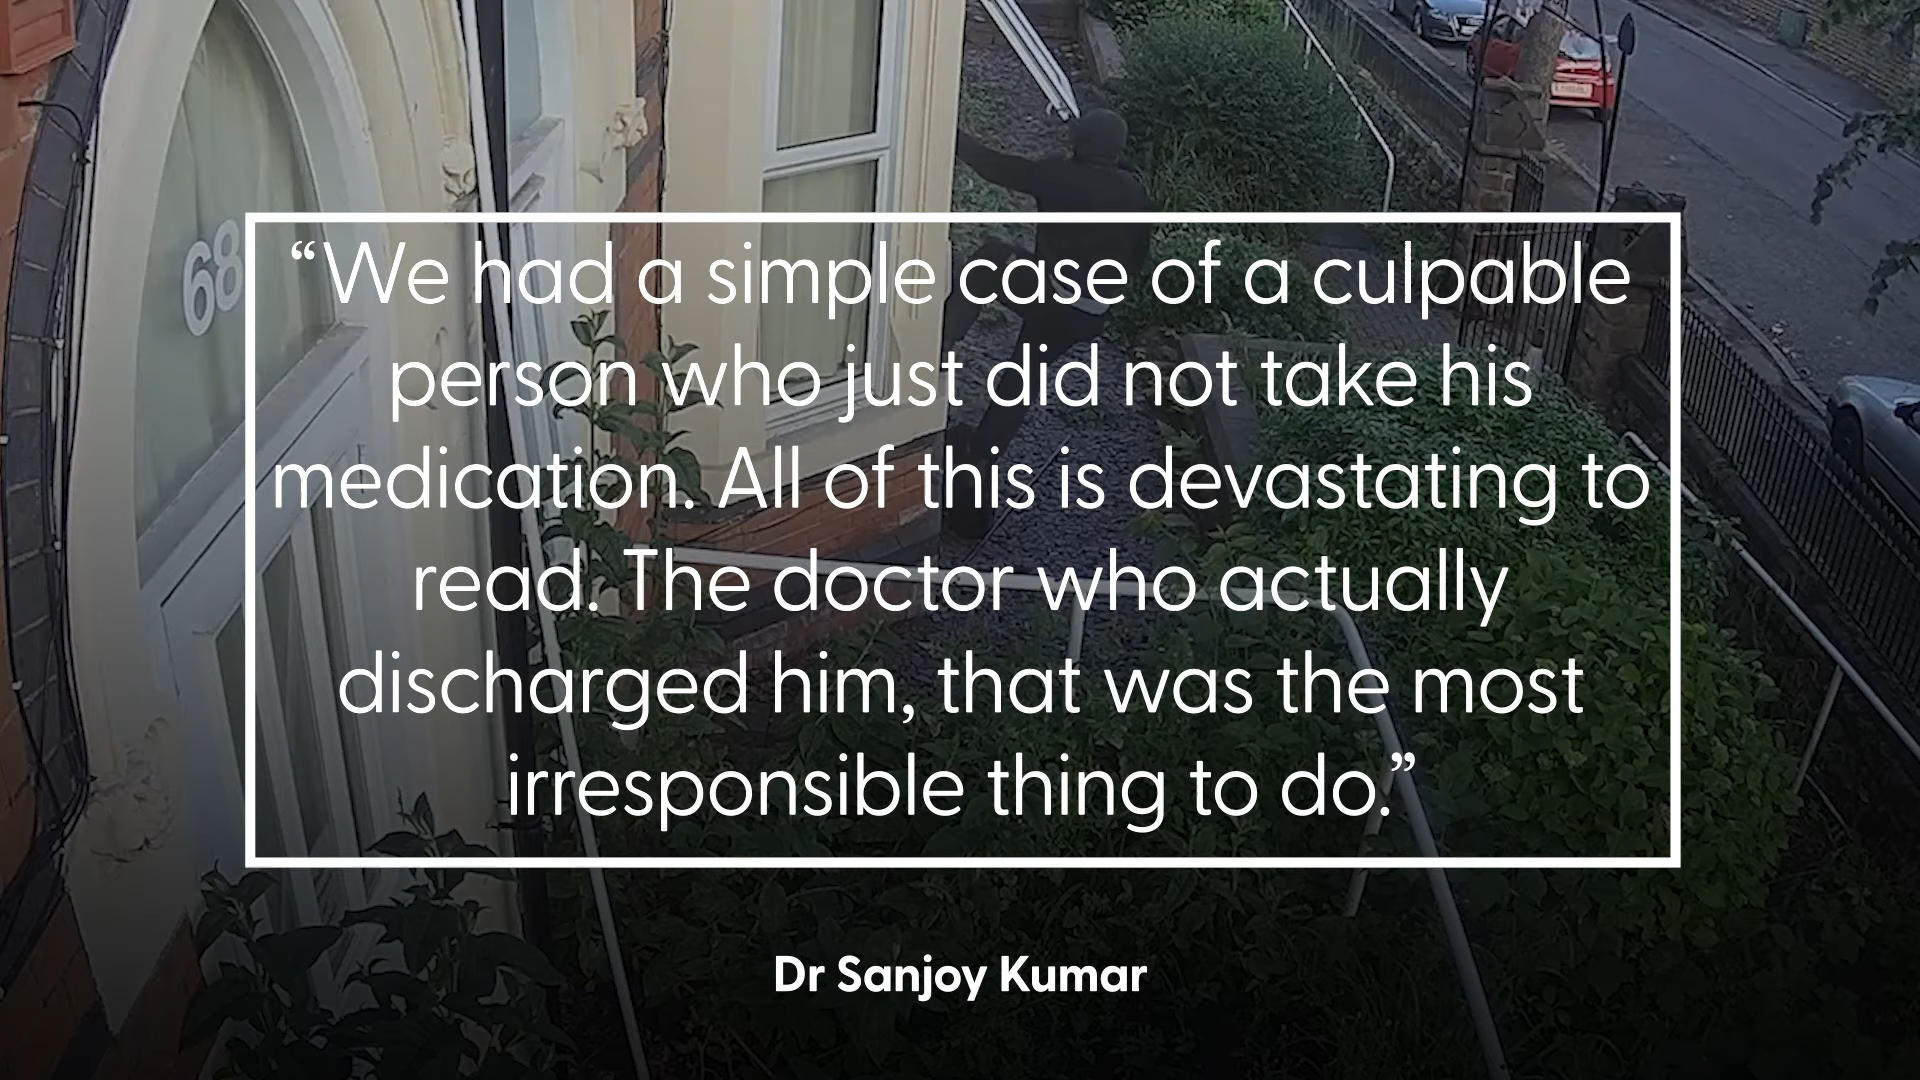 68
“We had a simple case of a culpable
person who just did not take his
medication. All of this is devastating to
read. The doctor who actually
discharged him, that was the most
irresponsible thing to do.”
Dr Sanjoy Kumar